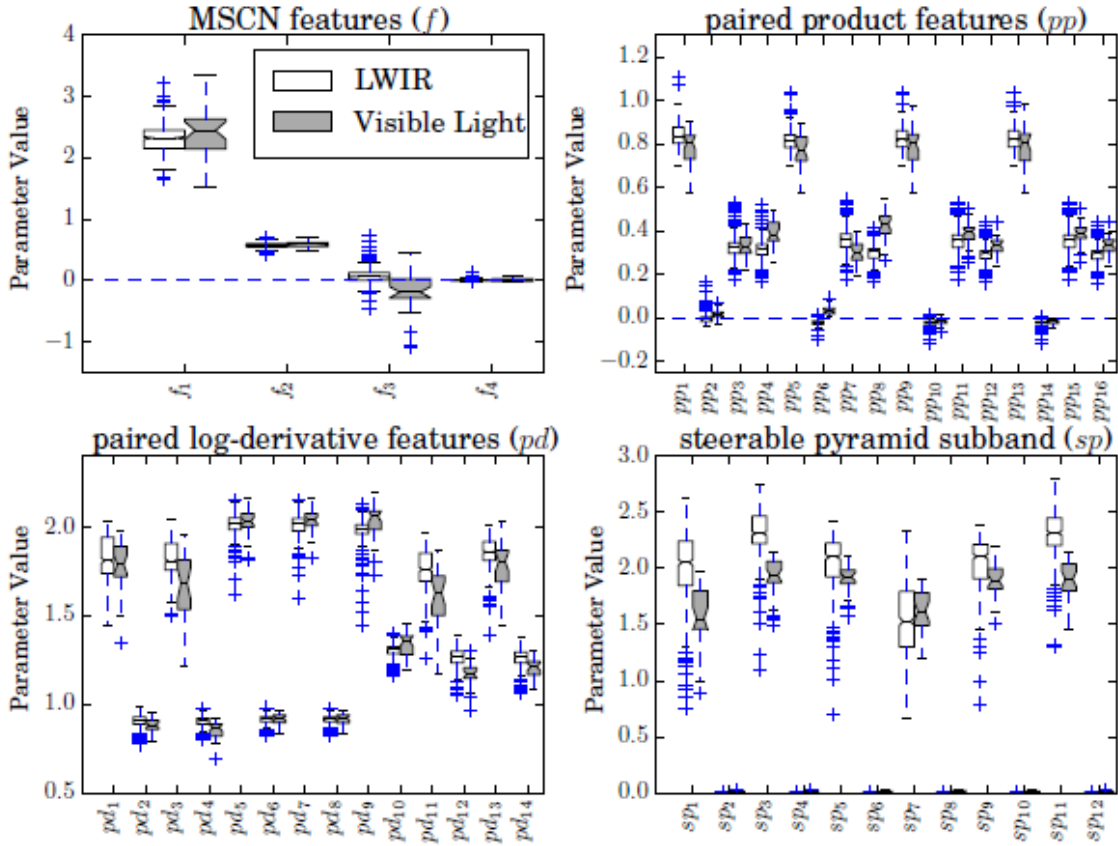 MSCN features (f)
4
3
2
1
0
−1
Parameter Value
LWIR
Visible Light
f₁
f₂
f₃
f₄
paired product features (pp)
1.2
1.0
0.8
0.6
0.4
0.2
0.0
−0.2
Parameter Value
pp₁
pp₂
pp₃
pp₄
pp₅
pp₆
pp₇
pp₈
pp₉
pp₁₀
pp₁₁
pp₁₂
pp₁₃
pp₁₄
pp₁₅
pp₁₆
paired log-derivative features (pd)
2.0
1.5
1.0
0.5
Parameter Value
pd₁
pd₂
pd₃
pd₄
pd₅
pd₆
pd₇
pd₈
pd₉
pd₁₀
pd₁₁
pd₁₂
pd₁₃
pd₁₄
steerable pyramid subband (sp)
3.0
2.5
2.0
1.5
1.0
0.5
0.0
Parameter Value
sp₁
sp₂
sp₃
sp₄
sp₅
sp₆
sp₇
sp₈
sp₉
sp₁₀
sp₁₁
sp₁₂